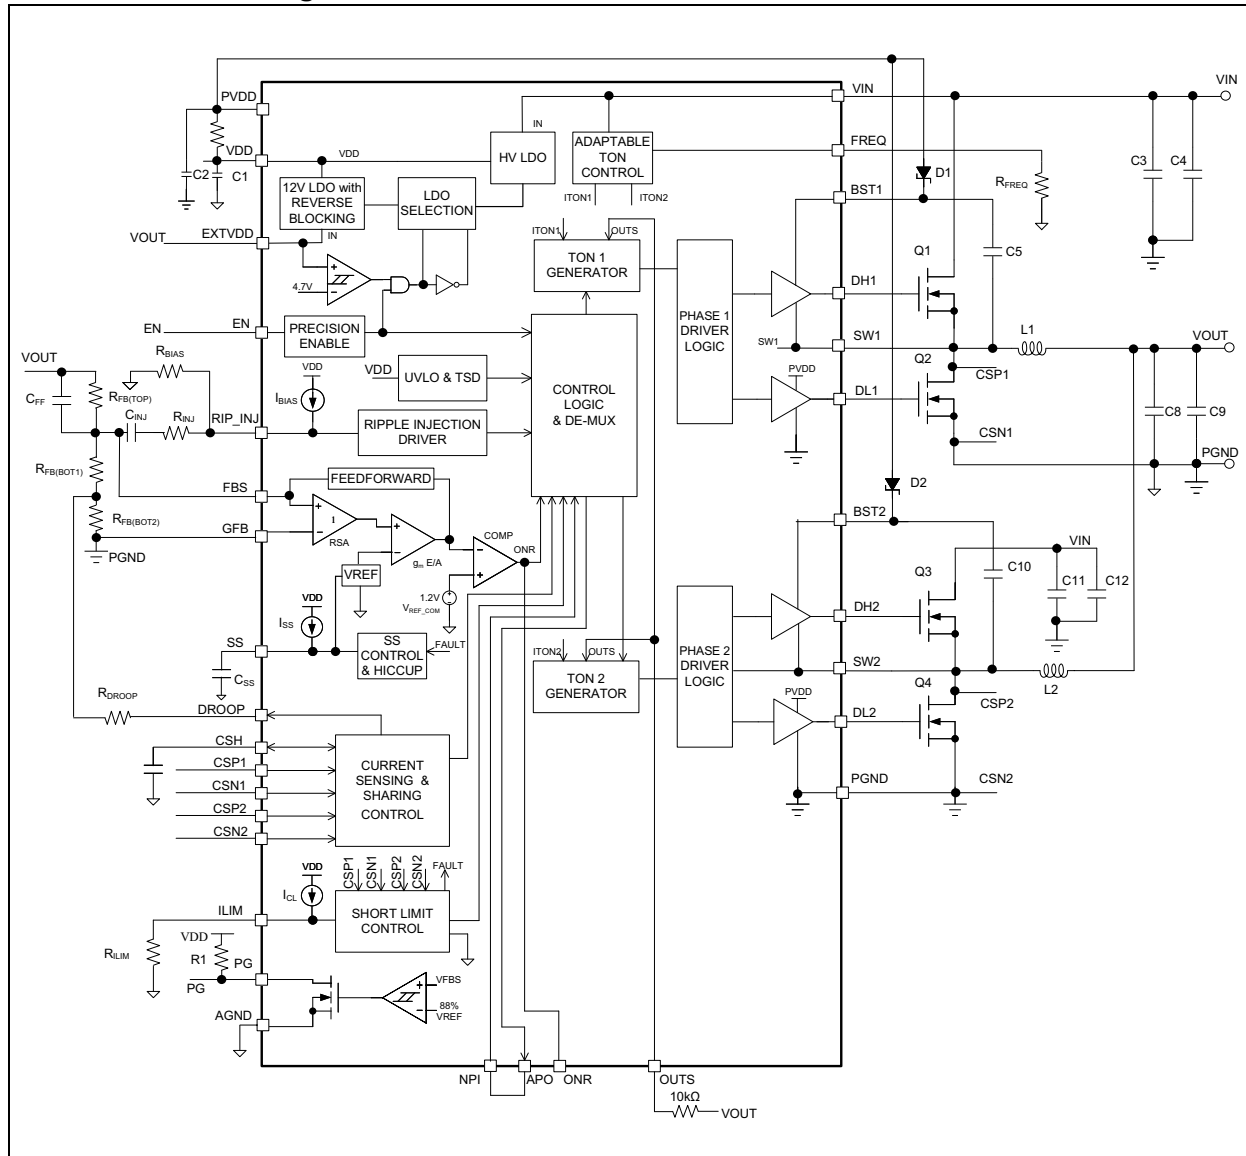 PVDD
VIN
VIN
IN
FREQ
HV LDO
ADAPTABLE
TON
CONTROL
VDD
VDD
C2
C1
12V LDO with
REVERSE
BLOCKING
LDO
SELECTION
ITON1
ITON2
D1
RFREQ
C3
C4
BST1
VOUT
EXTVDD
IN
ITON1
OUTS
4.7V
TON 1
GENERATOR
C5
Q1
DH1
EN
EN
PRECISION
ENABLE
PHASE 1
DRIVER
LOGIC
SW1
SW1
L1
VOUT
VOUT
RBIAS
VDD
UVLO & TSD
VDD
CONTROL
LOGIC
& DE-MUX
PVDD
Q2
CSP1
CFF
RFB(TOP)
IBIAS
DL1
C8
C9
CINJ
RINJ
RIP_INJ
RIPPLE INJECTION
DRIVER
CSN1
PGND
RFB(BOT1)
FBS
FEEDFORWARD
D2
RFB(BOT2)
GFB
1
RSA
BST2
PGND
gm E/A
COMP
ONR
VIN
VREF
1.2V
VREF_COM
Q3
C10
C11
C12
VDD
ISS
DH2
SS
SS
CONTROL
& HICCUP
FAULT
ITON2
OUTS
PHASE 2
DRIVER
LOGIC
SW2
CSS
TON 2
GENERATOR
L2
RDROOP
DROOP
PVDD
Q4
CSP2
DL2
CSH
CSP1
CSN1
CSP2
CSN2
CURRENT
SENSING &
SHARING
CONTROL
PGND
CSN2
VDD
CSP1
CSN1
CSP2
CSN2
FAULT
ICL
ILIM
SHORT LIMIT
CONTROL
RILIM
VDD
R1
PG
PG
VFBS
88%
VREF
AGND
NPI
APO
ONR
OUTS
10kΩ
VOUT